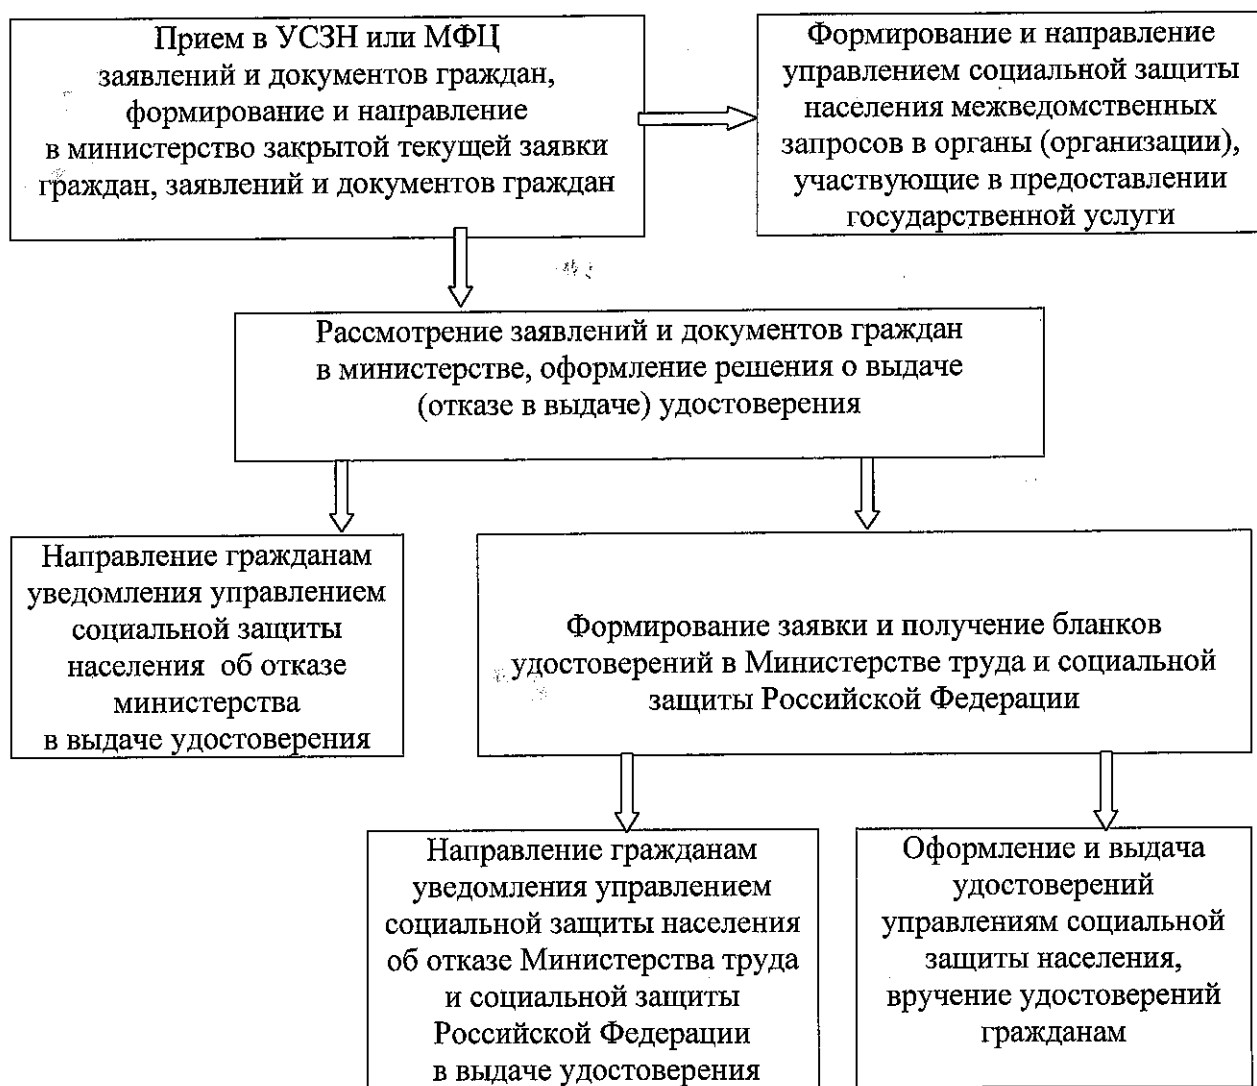 Прием в УСЗН или МФЦ
заявлений и документов граждан,
формирование и направление
в министерство закрытой текущей заявки
граждан, заявлений и документов граждан
Формирование и направление
управлением социальной защиты
населения межведомственных
запросов в органы (организации),
участвующие в предоставлении
государственной услуги
Рассмотрение заявлений и документов граждан
в министерстве, оформление решения о выдаче
(отказе в выдаче) удостоверения
Направление гражданам
уведомления управлением
социальной защиты
населения об отказе
министерства
в выдаче удостоверения
Формирование заявки и получение бланков
удостоверений в Министерстве труда и социальной
защиты Российской Федерации
Направление гражданам
уведомления управлением
социальной защиты населения
об отказе Министерства труда
и социальной защиты
Российской Федерации
в выдаче удостоверения
Оформление и выдача
удостоверений
управлениям социальной
защиты населения,
вручение удостоверений
гражданам